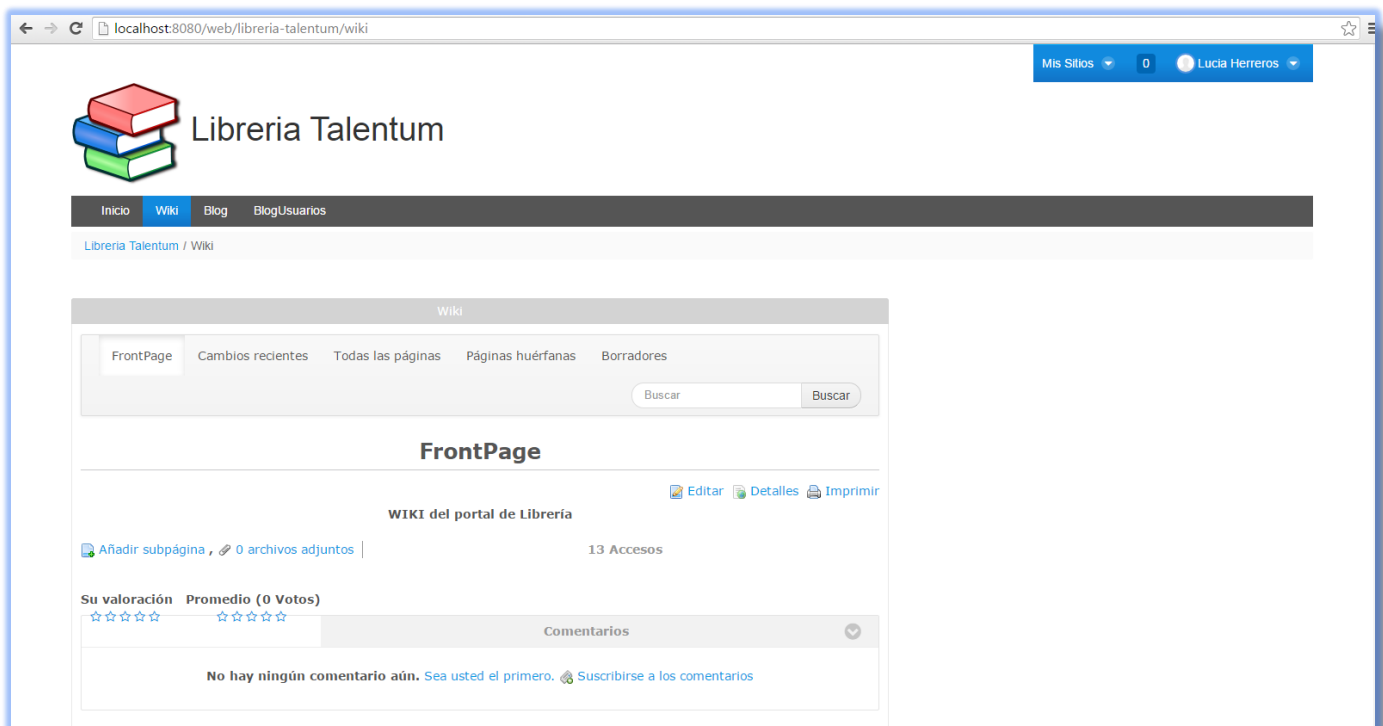 localhost:8080/web/libreria-talentum/wiki
Mis Sitios 0 Lucia Herreros
Libreria Talentum
Inicio Wiki Blog BlogUsuarios
Libreria Talentum / Wiki
Wiki
FrontPage Cambios recientes Todas las páginas Páginas huérfanas Borradores
Buscar Buscar
FrontPage
Editar Detalles Imprimir
WIKI del portal de Librería
Añadir subpágina , 0 archivos adjuntos 13 Accesos
Su valoración Promedio (0 Votos)
Comentarios
No hay ningún comentario aún. Sea usted el primero. Suscribirse a los comentarios